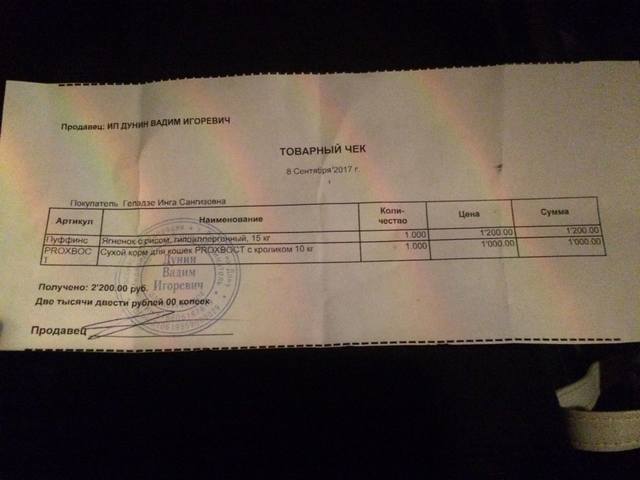 Продавец: ИП ДУНИН ВАДИМ ИГОРЕВИЧ
ТОВАРНЫЙ ЧЕК
8 Сентября'2017 г.
Покупатель Геладзе Инга Сангизовна
Артикул Наименование Коли-чество Цена Сумма
Пуффинс Ягненок с рисом, гипоаллергенный, 15 кг 1.000 1'200.00 1'200.00
PROХВОСТ Сухой корм для кошек PROХВОСТ с кроликом 10 кг 1.000 1'000.00 1'000.00
Дунин
Вадим
Игоревич
Получено: 2'200.00 руб.
Две тысячи двести рублей 00 копеек
Продавец